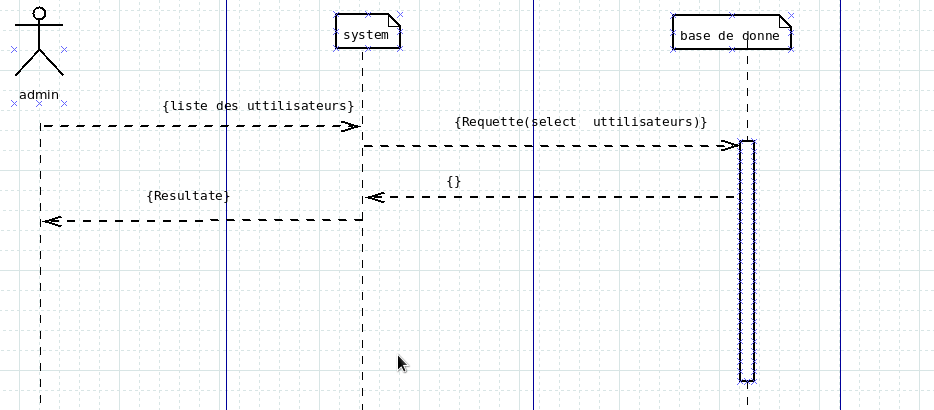 system
base de donne
admin
{liste des uttilisateurs}
{Requette(select  uttilisateurs)}
{}
{Resultate}